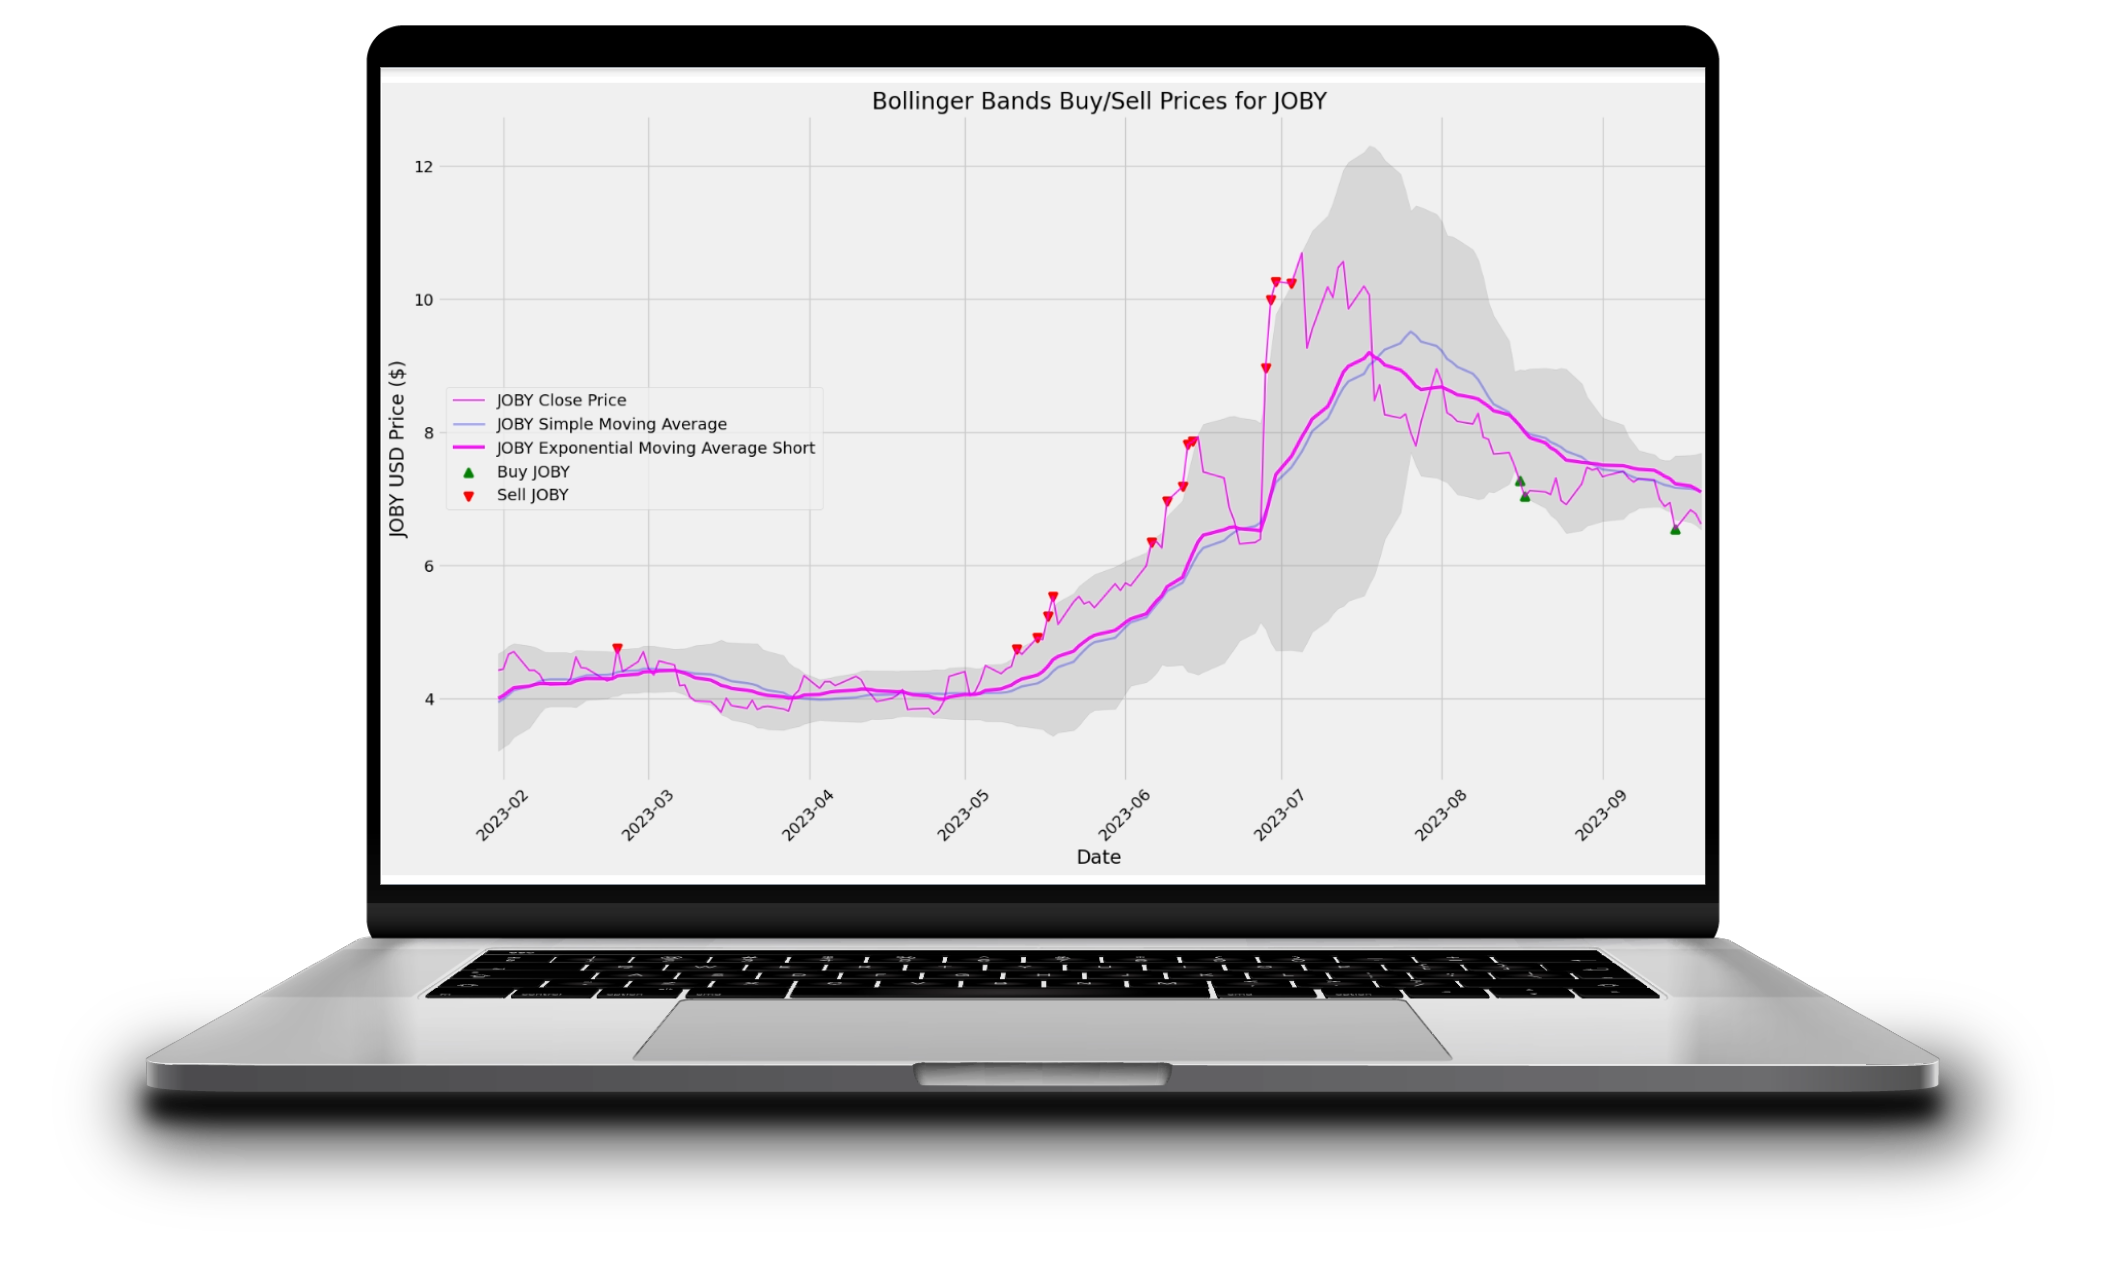 Bollinger Bands Buy/Sell Prices for JOBY
12
10
8
6
4
JOBY USD Price ($)
JOBY Close Price
JOBY Simple Moving Average
JOBY Exponential Moving Average Short
Buy JOBY
Sell JOBY
2023-02
2023-03
2023-04
2023-05
2023-06
2023-07
2023-08
2023-09
Date